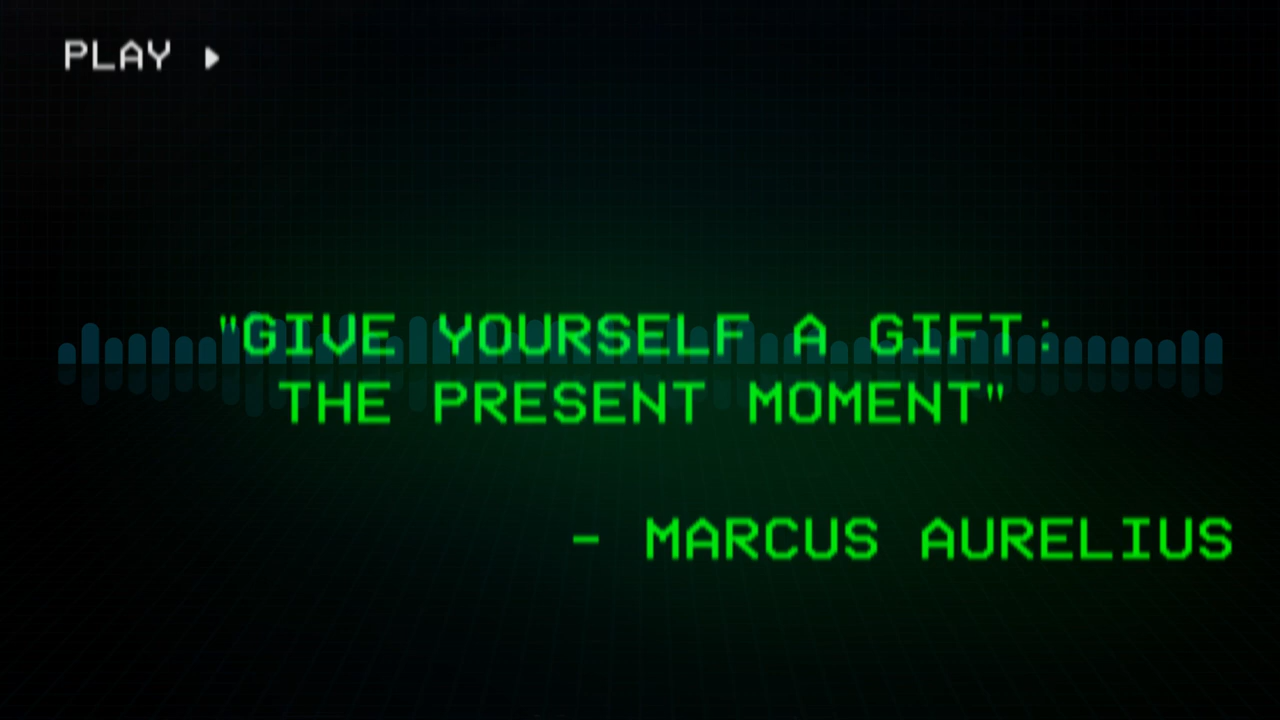 PLAY ▶
"GIVE YOURSELF A GIFT:
THE PRESENT MOMENT"
- MARCUS AURELIUS